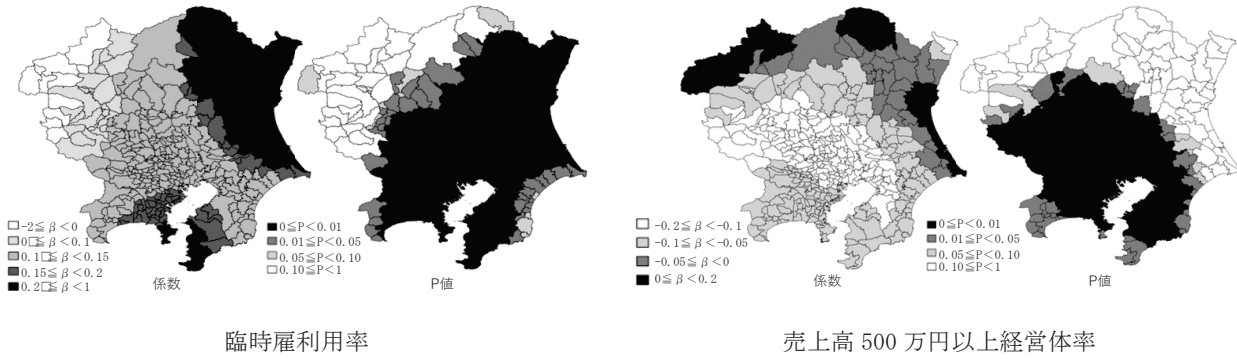 -2≦β<0
0□≦β<0.1
0.1□≦β<0.15
0.15≦β<0.2
0.2□≦β<1
係数
0≦P<0.01
0.01≦P<0.05
0.05≦P<0.10
0.10≦P<1
P値
臨時雇利用率
-0.2≦β<-0.1
-0.1≦β<-0.05
-0.05≦β<0
0≦β<0.2
係数
0≦P<0.01
0.01≦P<0.05
0.05≦P<0.10
0.10≦P<1
P値
売上高 500 万円以上経営体率